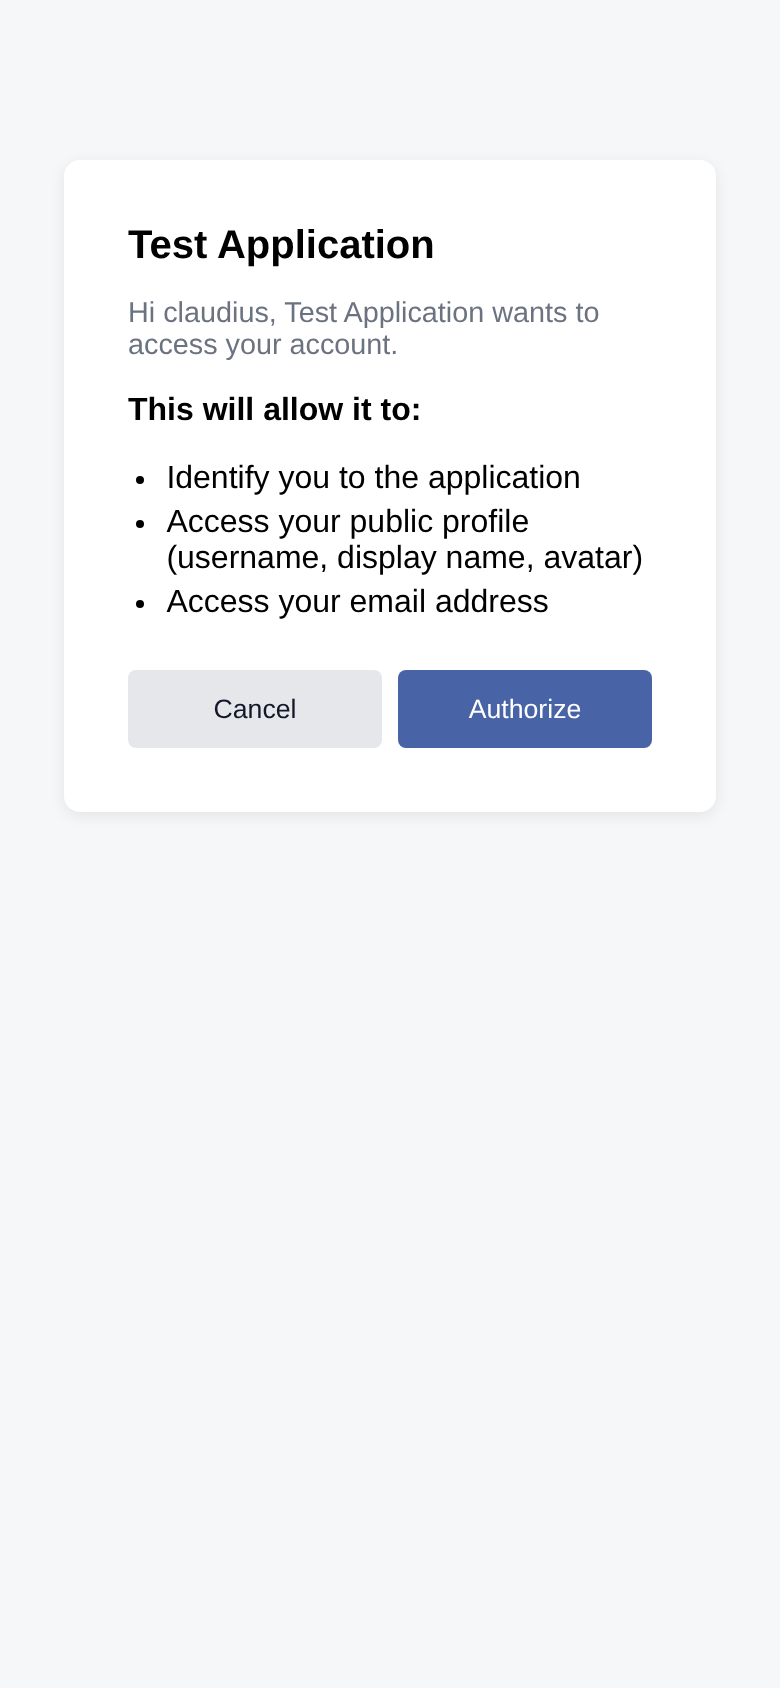 Test Application
Hi claudius, Test Application wants to
access your account.
This will allow it to:
Identify you to the application
Access your public profile
(username, display name, avatar)
Access your email address
Cancel
Authorize